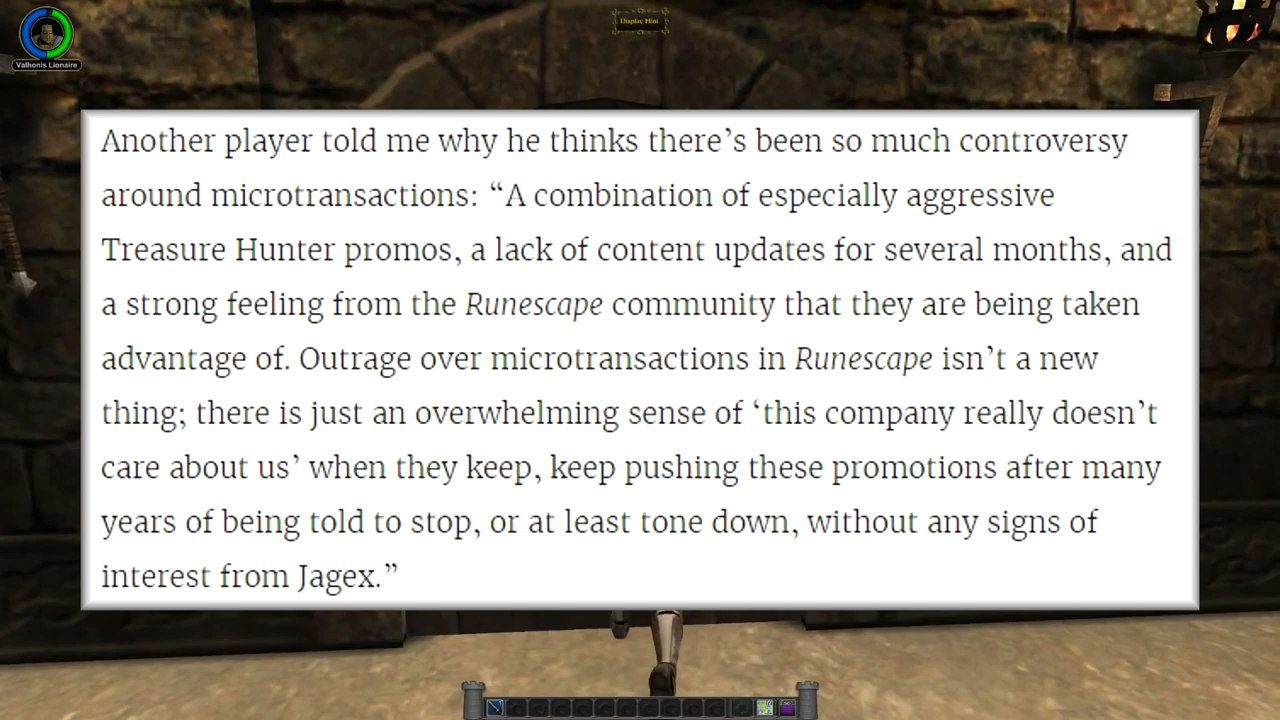 Display Hint
Valhonis Lionaire
Another player told me why he thinks there’s been so much controversy
around microtransactions: “A combination of especially aggressive
Treasure Hunter promos, a lack of content updates for several months, and
a strong feeling from the Runescape community that they are being taken
advantage of. Outrage over microtransactions in Runescape isn’t a new
thing; there is just an overwhelming sense of ‘this company really doesn’t
care about us’ when they keep, keep pushing these promotions after many
years of being told to stop, or at least tone down, without any signs of
interest from Jagex.”